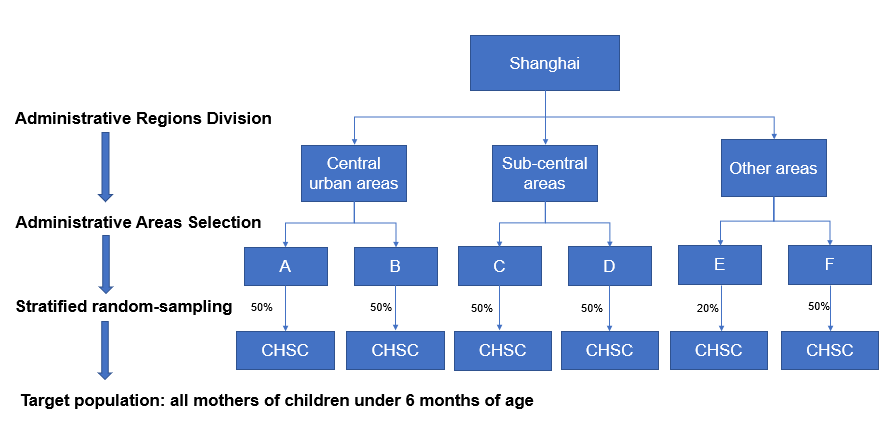 Shanghai
Administrative Regions Division
Central
urban areas
Sub-central
areas
Other areas
Administrative Areas Selection
A
B
C
D
E
F
Stratified random-sampling
50%
50%
50%
50%
20%
50%
CHSC
CHSC
CHSC
CHSC
CHSC
CHSC
Target population: all mothers of children under 6 months of age